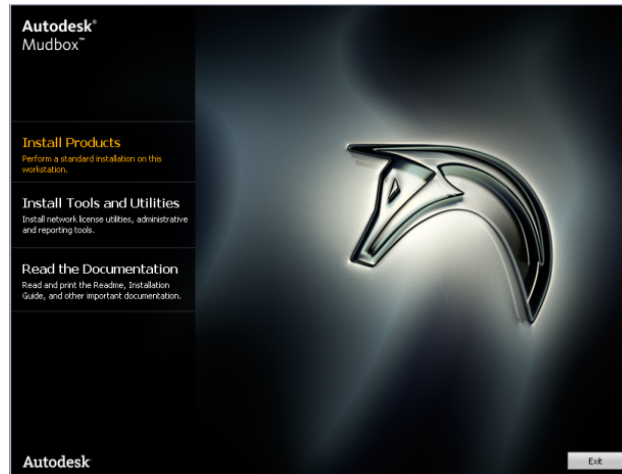 Autodesk®
Mudbox™
Install Products
Perform a standard installation on this
workstation.
Install Tools and Utilities
Install network license utilities, administrative
and reporting tools.
Read the Documentation
Read and print the Readme, Installation
Guide, and other important documentation.
Autodesk
Exit